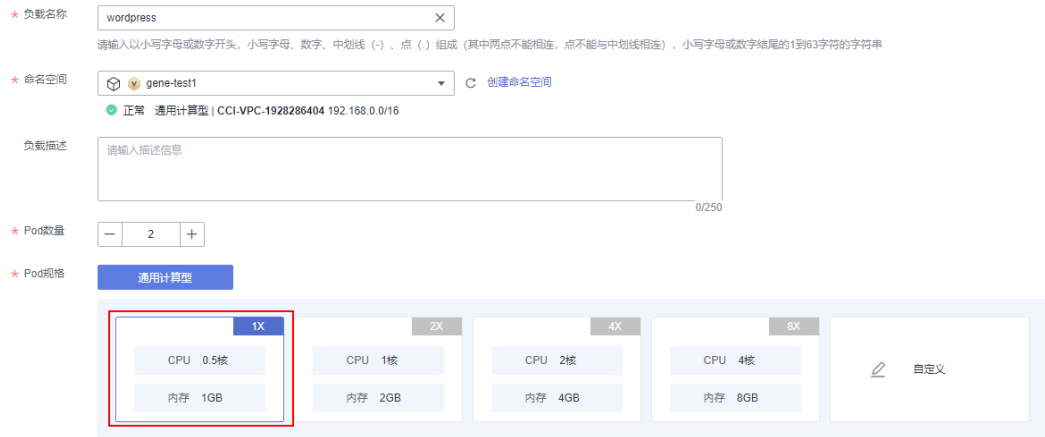 * 负载名称 wordpress
请输入以小写字母或数字开头，小写字母、数字、中划线（-）、点（.）组成（其中两点不能相连，点不能与中划线相连），小写字母或数字结尾的1到63字符的字符串
* 命名空间 gene-test1 创建命名空间
正常 通用计算型 | CCI-VPC-1928286404 192.168.0.0/16
负载描述 请输入描述信息
0/250
* Pod数量 — 2 +
* Pod规格 通用计算型
1X 2X 4X 8X
CPU 0.5核 CPU 1核 CPU 2核 CPU 4核 自定义
内存 1GB 内存 2GB 内存 4GB 内存 8GB